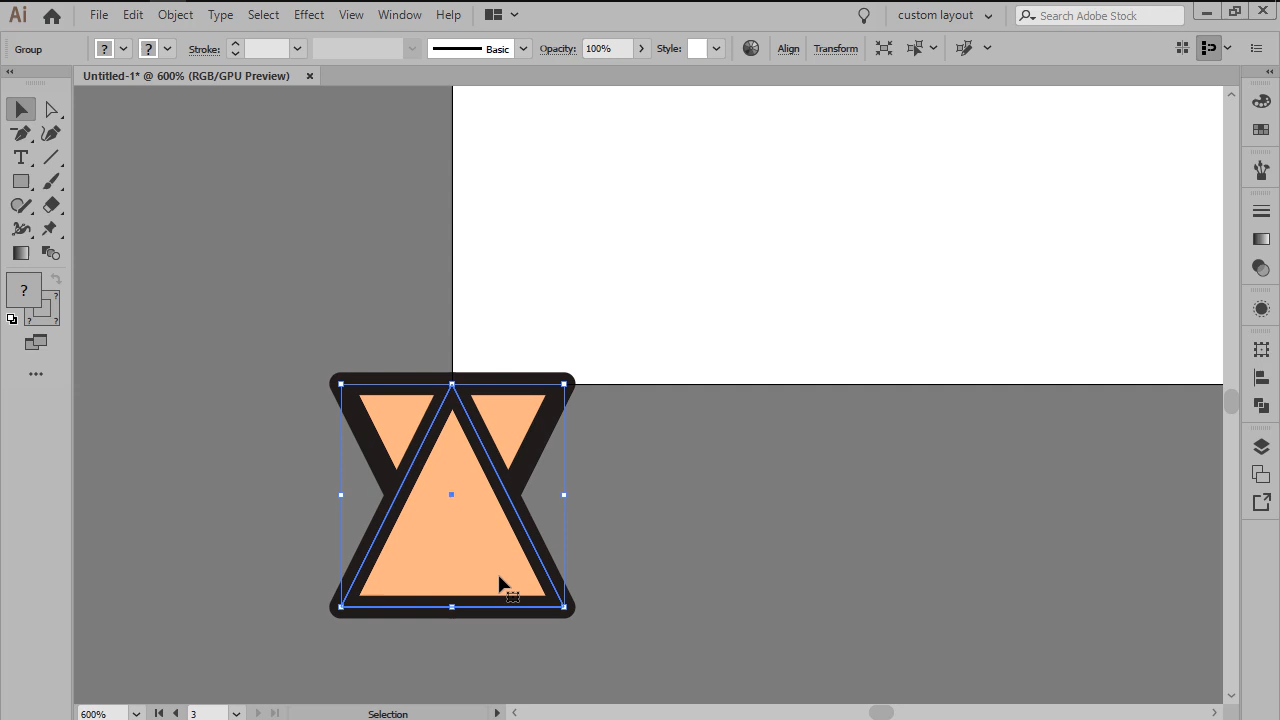 Ai File Edit Object Type Select Effect View Window Help custom layout Search Adobe Stock
Group ? ? Stroke: Basic Opacity: 100% Style: Align Transform
Untitled-1* @ 600% (RGB/GPU Preview) ×
T
?
?
? ?
600% 3 Selection